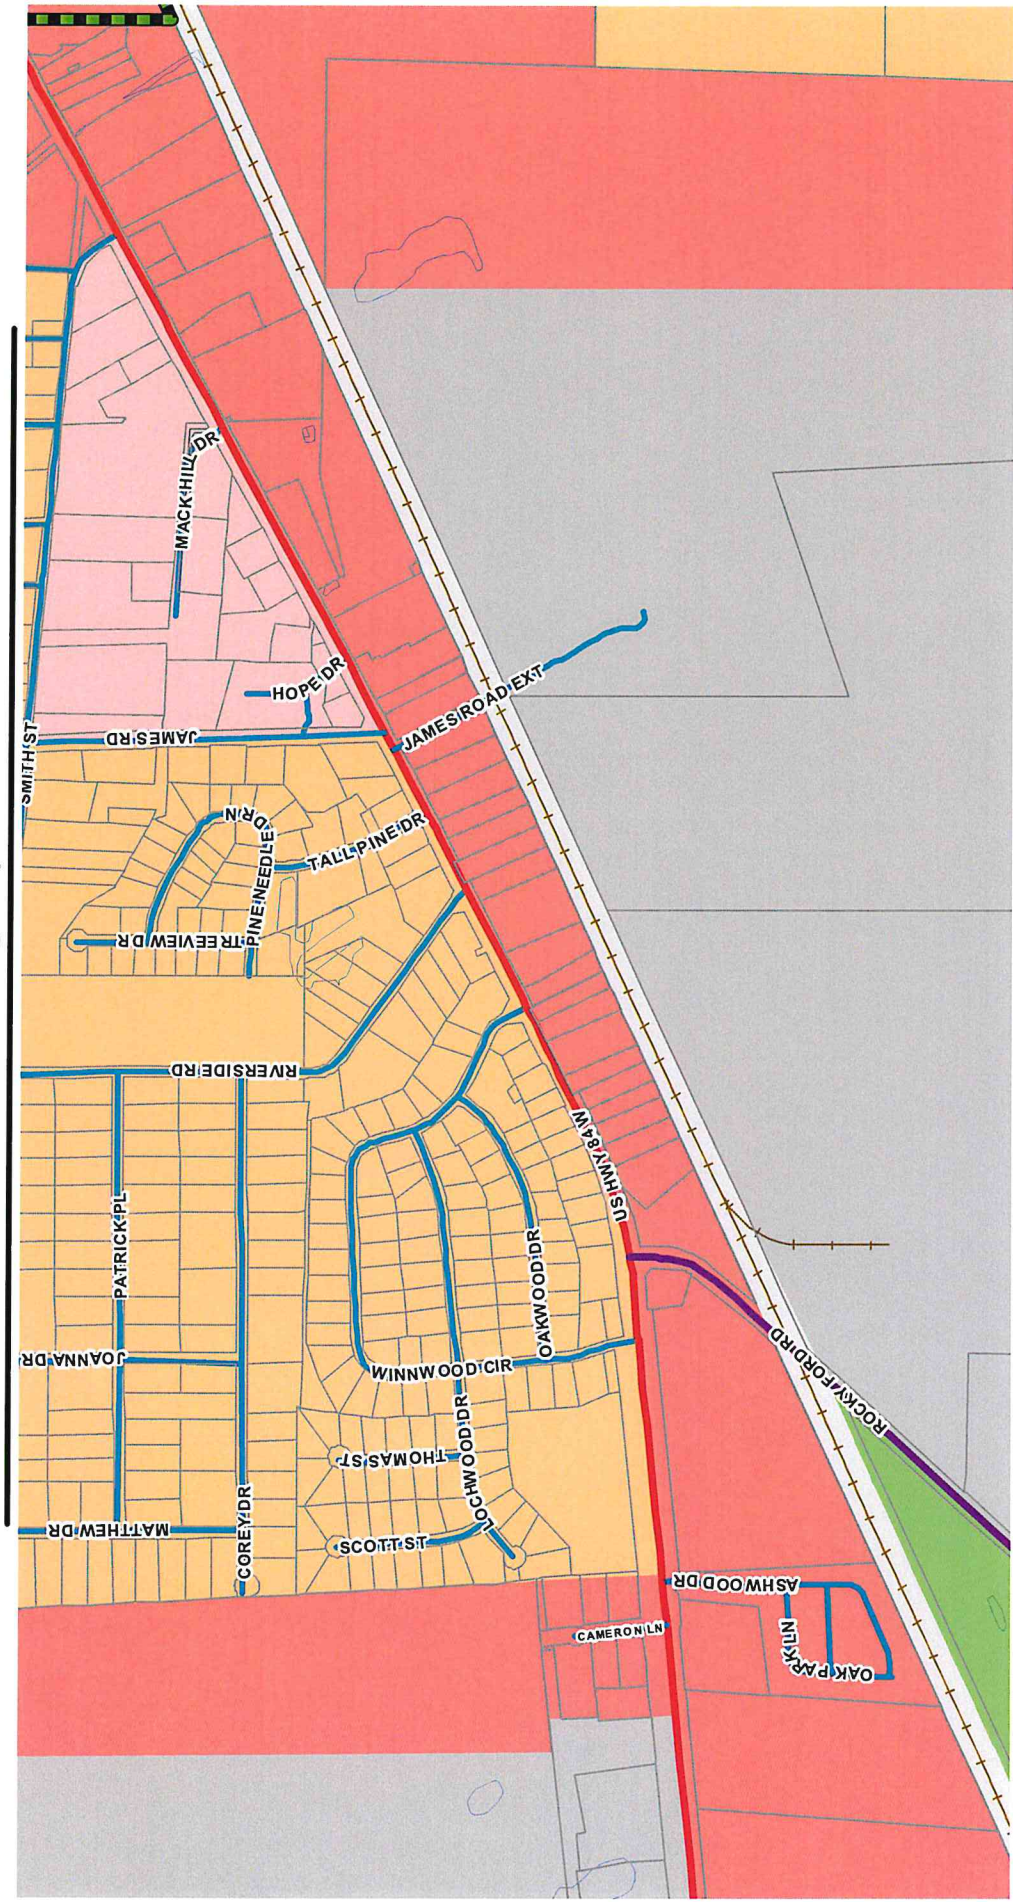 MACK HILL DR
HOPE DR
JAMES ROAD EXT
JAMES RD
SMITH ST
N DR
PINE NEEDLE
TALL PINE DR
TREEVIEW DR
RIVERSIDE RD
US HWY 84 W
PATRICK PL
OAKWOOD DR
JOANNA DR
WINNWOOD CIR
ROCKY FORD RD
LOCHWOOD DR
THOMAS ST
MATTHEW DR
COREY DR
SCOTT ST
ASHWOOD DR
CAMERON LN
OAK PARK LN